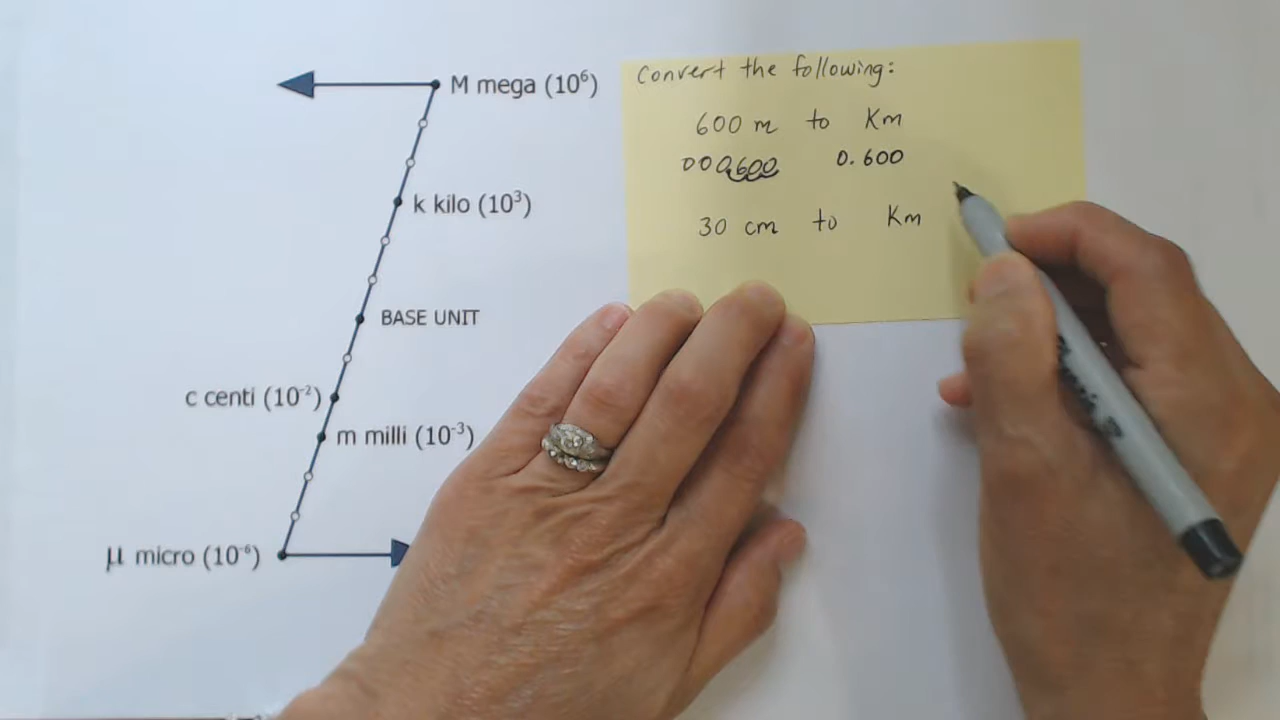 M mega (10⁶)
k kilo (10³)
BASE UNIT
c centi (10⁻²)
m milli (10⁻³)
μ micro (10⁻⁶)
Convert the following:
600 m to Km
000600 0.600
30 cm to Km